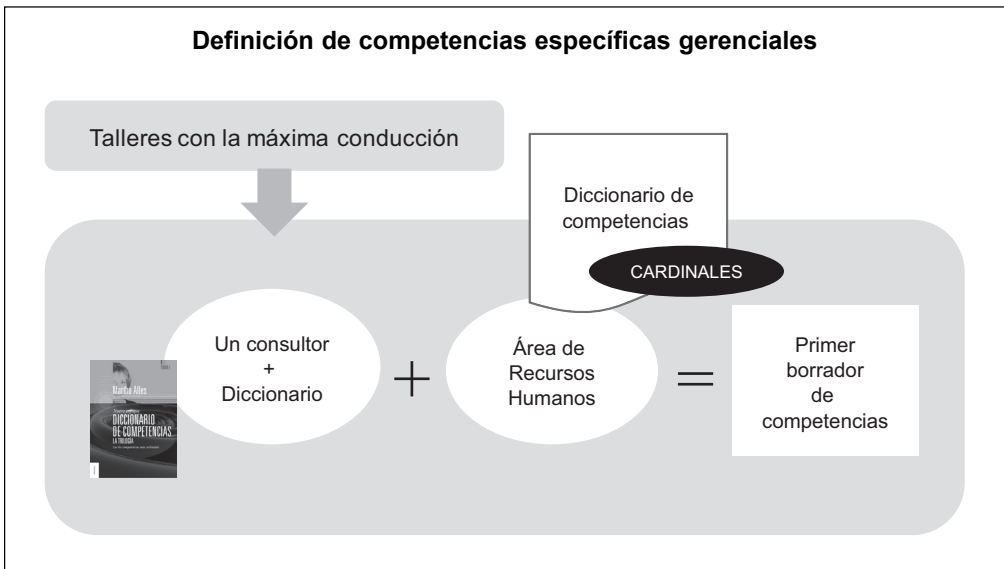 Definición de competencias específicas gerenciales
Talleres con la máxima conducción
Diccionario de
competencias
CARDINALES
Un consultor
+
Diccionario
+
Área de
Recursos
Humanos
=
Primer
borrador
de
competencias
Martha Alles
DICCIONARIO
DE COMPETENCIAS
LA TRILOGÍA